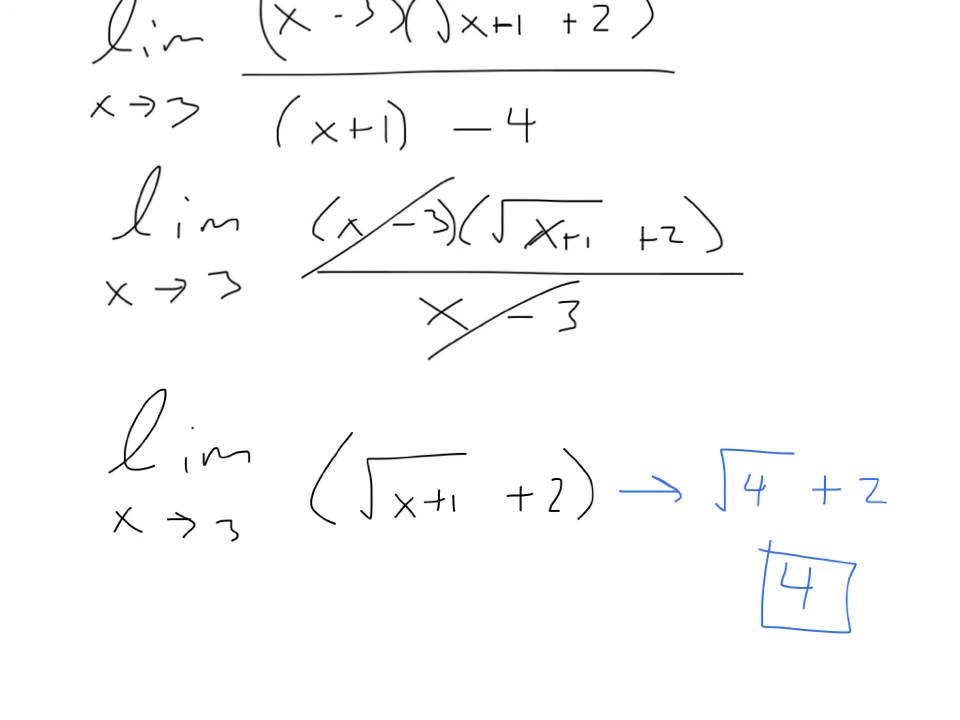 lim (x - 3)(√x+1 + 2)
x → 3 (x+1) - 4
lim (x - 3)(√x+1 + 2)
x → 3 x - 3
lim (√x+1 + 2) → √4 + 2
x → 3
4